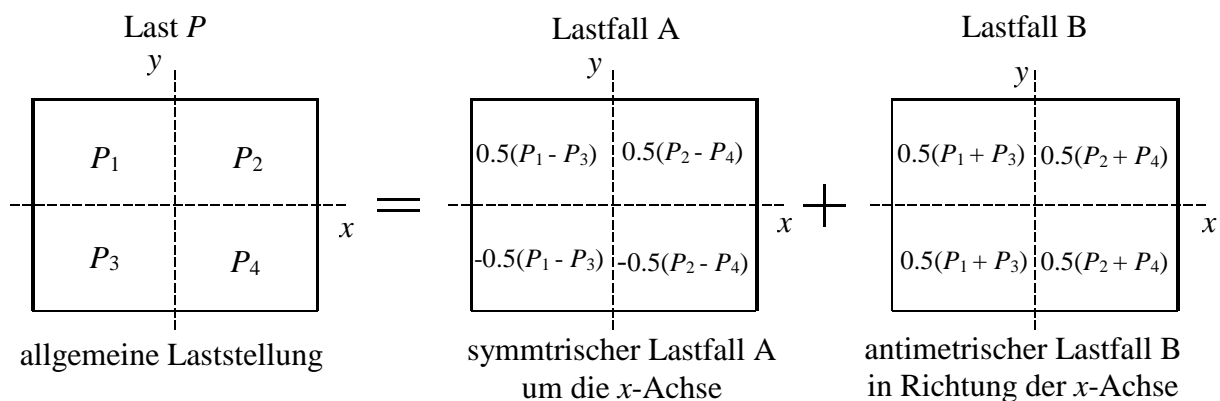 Last P
Lastfall A
Lastfall B
y
y
y
P1
P2
0.5(P1 - P3)
0.5(P2 - P4)
0.5(P1 + P3)
0.5(P2 + P4)
x
=
x
+
x
P3
P4
-0.5(P1 - P3)
-0.5(P2 - P4)
0.5(P1 + P3)
0.5(P2 + P4)
allgemeine Laststellung
symmtrischer Lastfall A
um die x-Achse
antimetrischer Lastfall B
in Richtung der x-Achse